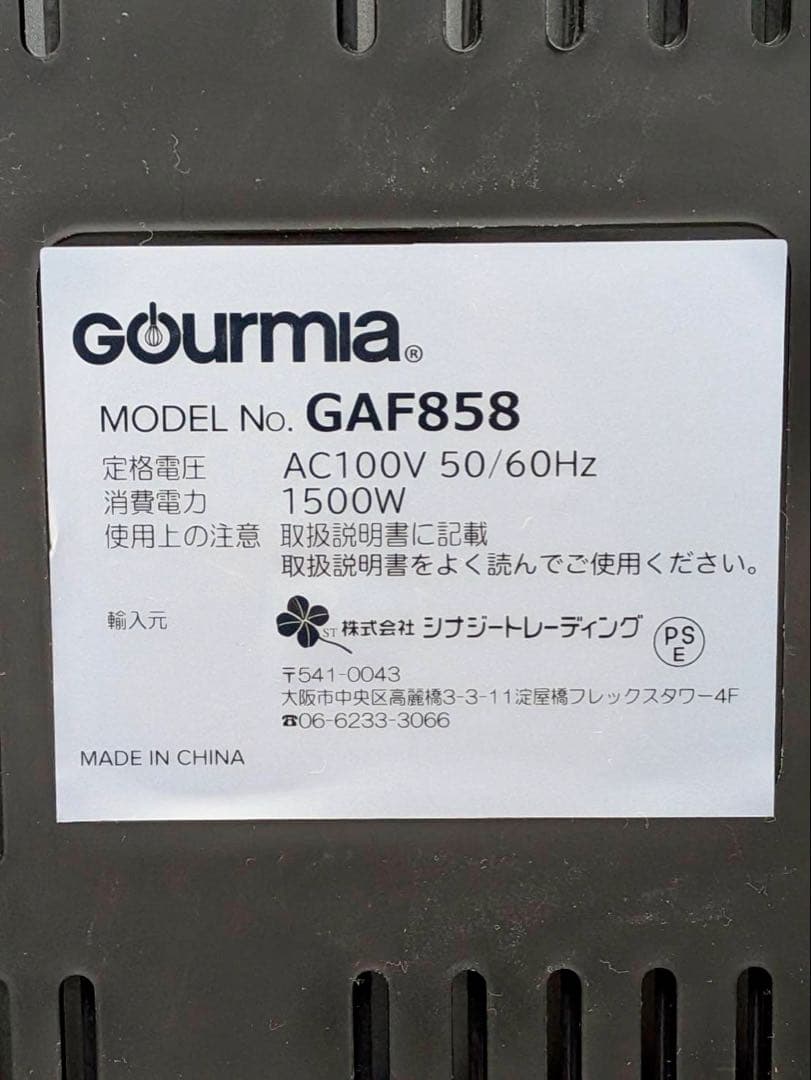 Gourmia®
MODEL No. GAF858
定格電圧 AC100V 50/60Hz
消費電力 1500W
使用上の注意 取扱説明書に記載
取扱説明書をよく読んでご使用ください。
輸入元 ST 株式会社 シナジートレーディング PSE
〒541-0043
大阪市中央区高麗橋3-3-11淀屋橋フレックスタワー4F
☎06-6233-3066
MADE IN CHINA